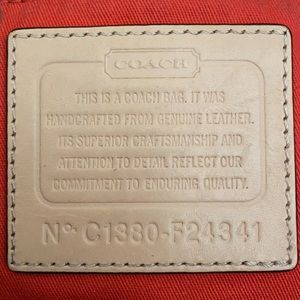 COACH
THIS IS A COACH BAG. IT WAS
HANDCRAFTED FROM GENUINE LEATHER.
ITS SUPERIOR CRAFTSMANSHIP AND
ATTENTION TO DETAIL REFLECT OUR
COMMITMENT TO ENDURING QUALITY.
Nº C1380-F24341